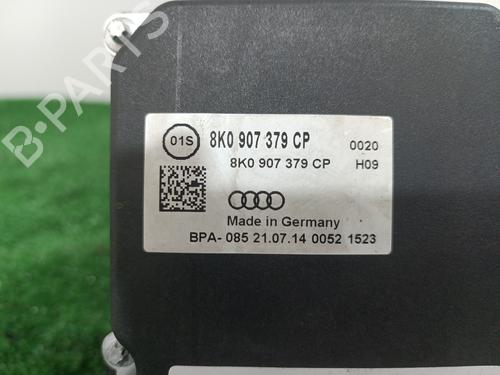 01S 8K0 907 379 CP 0020
8K0 907 379 CP H09
Made in Germany
BPA- 085 21.07.14 0052 1523